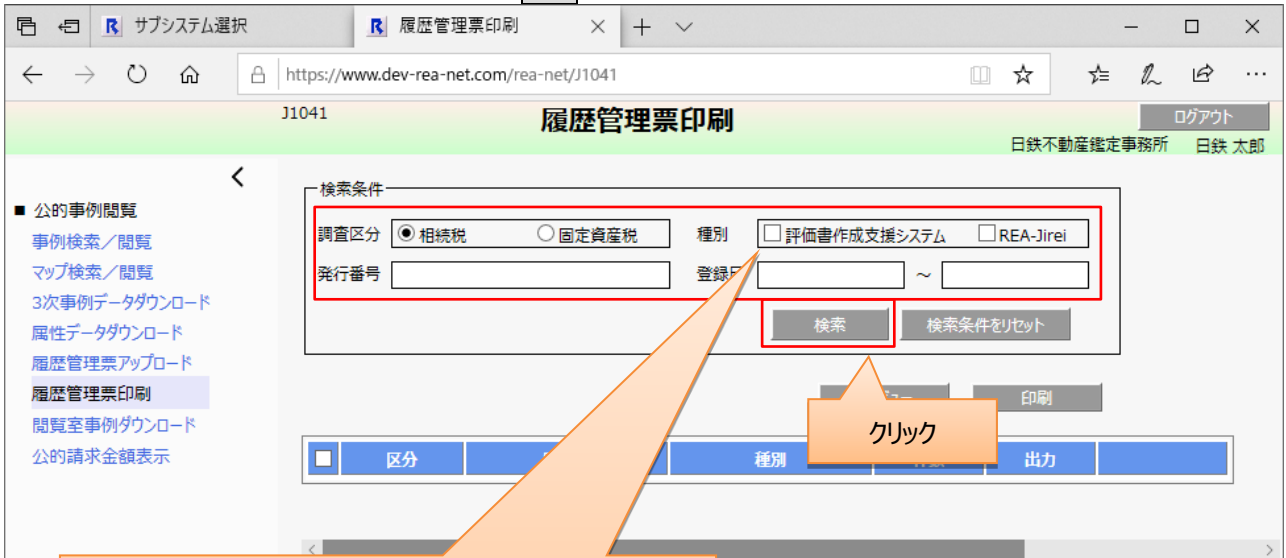 サブシステム選択
履歴管理票印刷
https://www.dev-rea-net.com/rea-net/J1041
J1041
履歴管理票印刷
ログアウト
日鉄不動産鑑定事務所 日鉄 太郎
■ 公的事例閲覧
事例検索／閲覧
マップ検索／閲覧
3次事例データダウンロード
属性データダウンロード
履歴管理票アップロード
履歴管理票印刷
閲覧室事例ダウンロード
公的請求金額表示
検索条件
調査区分 相続税 固定資産税 種別 評価書作成支援システム REA-Jirei
発行番号 登録 ～
検索 検索条件をリセット
印刷
クリック
区分 種別 出力